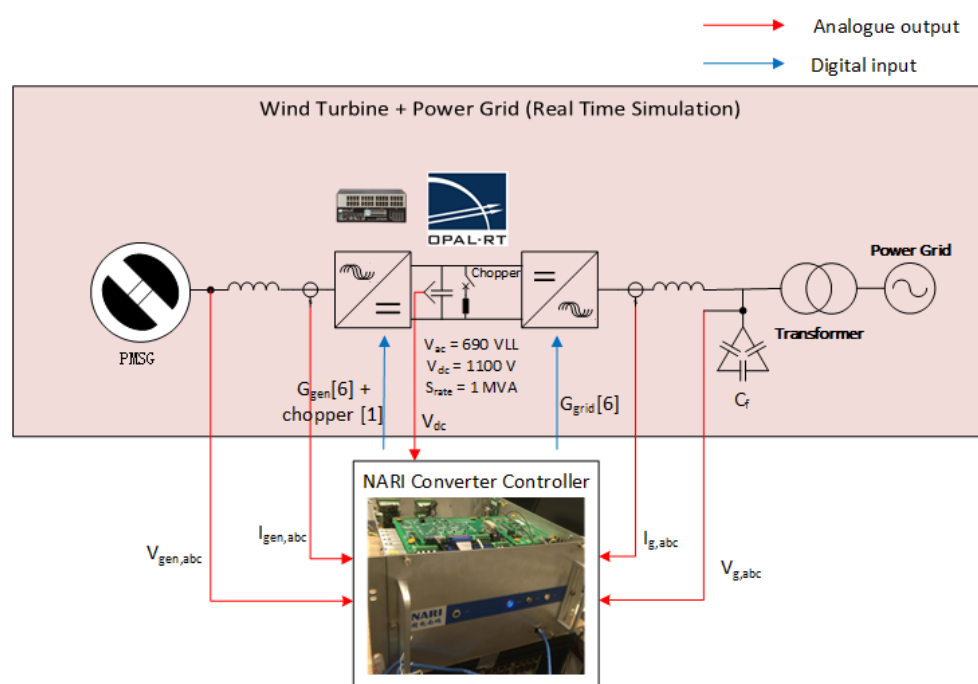 Analogue output
Digital input
Wind Turbine + Power Grid (Real Time Simulation)
OPAL-RT
Chopper
Power Grid
PMSG
Transformer
Vac = 690 VLL
Vdc = 1100 V
Srate = 1 MVA
Ggen[6] +
chopper [1]
Vdc
Ggrid[6]
Cf
NARI Converter Controller
Igen,abc
Vgen,abc
Ig,abc
Vg,abc
NARI